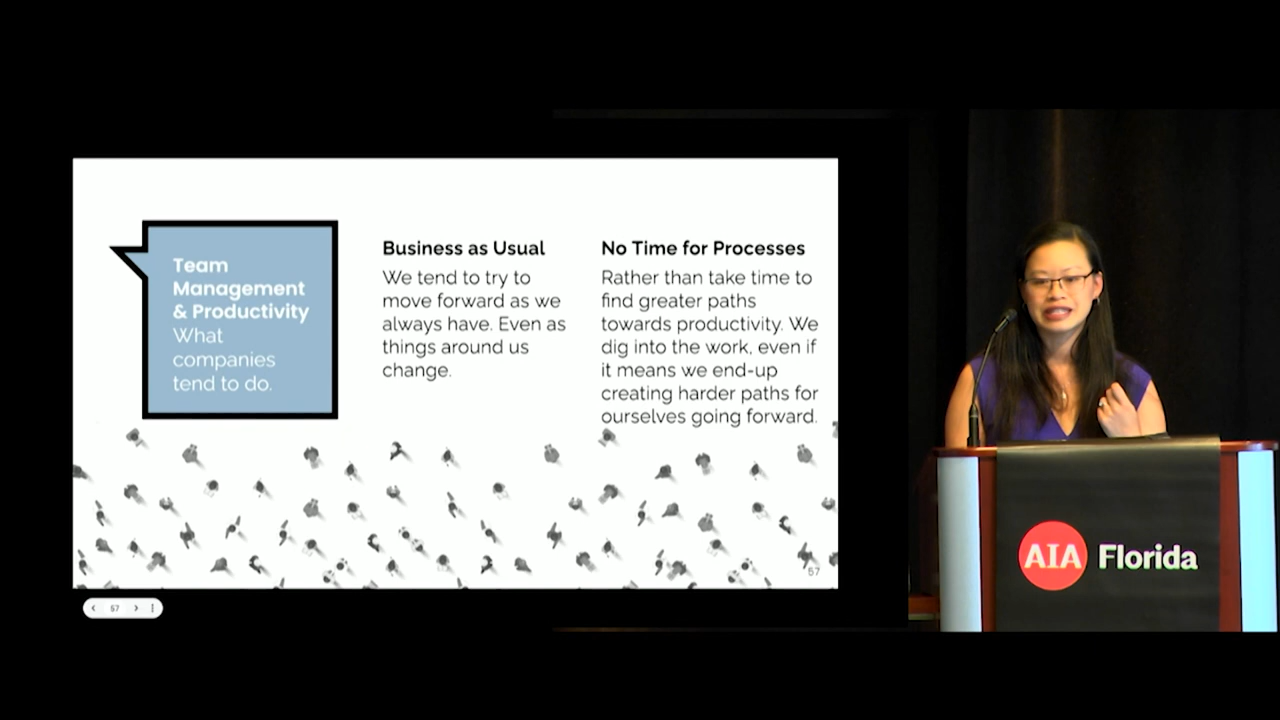 Team
Management
& Productivity
What
companies
tend to do.
Business as Usual
We tend to try to
move forward as we
always have. Even as
things around us
change.
No Time for Processes
Rather than take time to
find greater paths
towards productivity. We
dig into the work, even if
it means we end-up
creating harder paths for
ourselves going forward.
57
57
AIA Florida